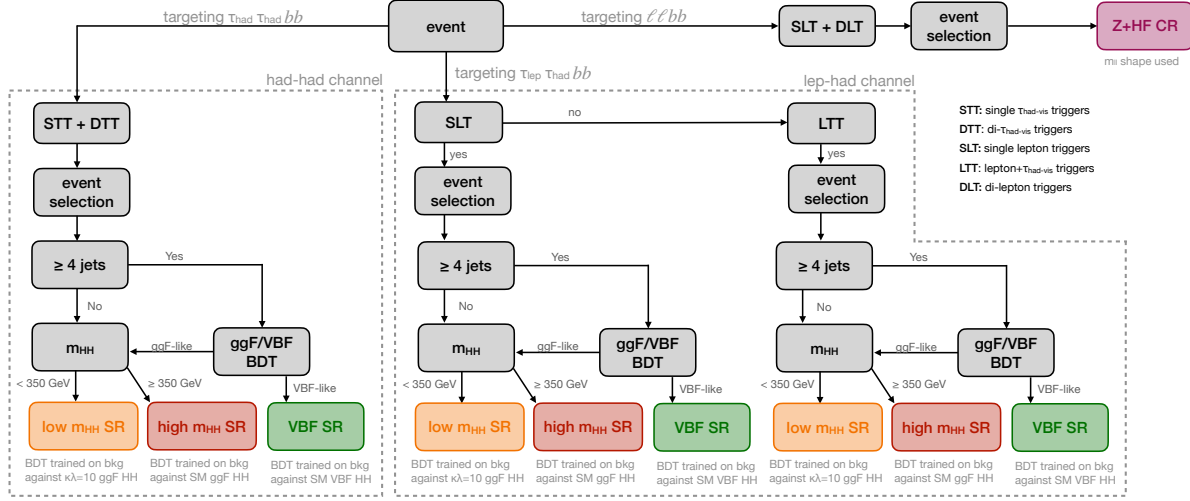 targeting τhad τhad bb
event
targeting ℓℓbb
SLT + DLT
event
selection
Z+HF CR
mll shape used
targeting τlep τhad bb
had-had channel
lep-had channel
STT + DTT
event
selection
≥ 4 jets
Yes
No
mHH
ggF-like
ggF/VBF
BDT
< 350 GeV
≥ 350 GeV
VBF-like
low mHH SR
high mHH SR
VBF SR
BDT trained on bkg
against κλ=10 ggF HH
BDT trained on bkg
against SM ggF HH
BDT trained on bkg
against SM VBF HH
SLT
no
LTT
yes
event
selection
≥ 4 jets
Yes
No
mHH
ggF-like
ggF/VBF
BDT
< 350 GeV
≥ 350 GeV
VBF-like
low mHH SR
high mHH SR
VBF SR
BDT trained on bkg
against κλ=10 ggF HH
BDT trained on bkg
against SM ggF HH
BDT trained on bkg
against SM VBF HH
yes
event
selection
≥ 4 jets
Yes
No
mHH
ggF-like
ggF/VBF
BDT
< 350 GeV
≥ 350 GeV
VBF-like
low mHH SR
high mHH SR
VBF SR
BDT trained on bkg
against κλ=10 ggF HH
BDT trained on bkg
against SM ggF HH
BDT trained on bkg
against SM VBF HH
STT: single τhad-vis triggers
DTT: di-τhad-vis triggers
SLT: single lepton triggers
LTT: lepton+τhad-vis triggers
DLT: di-lepton triggers